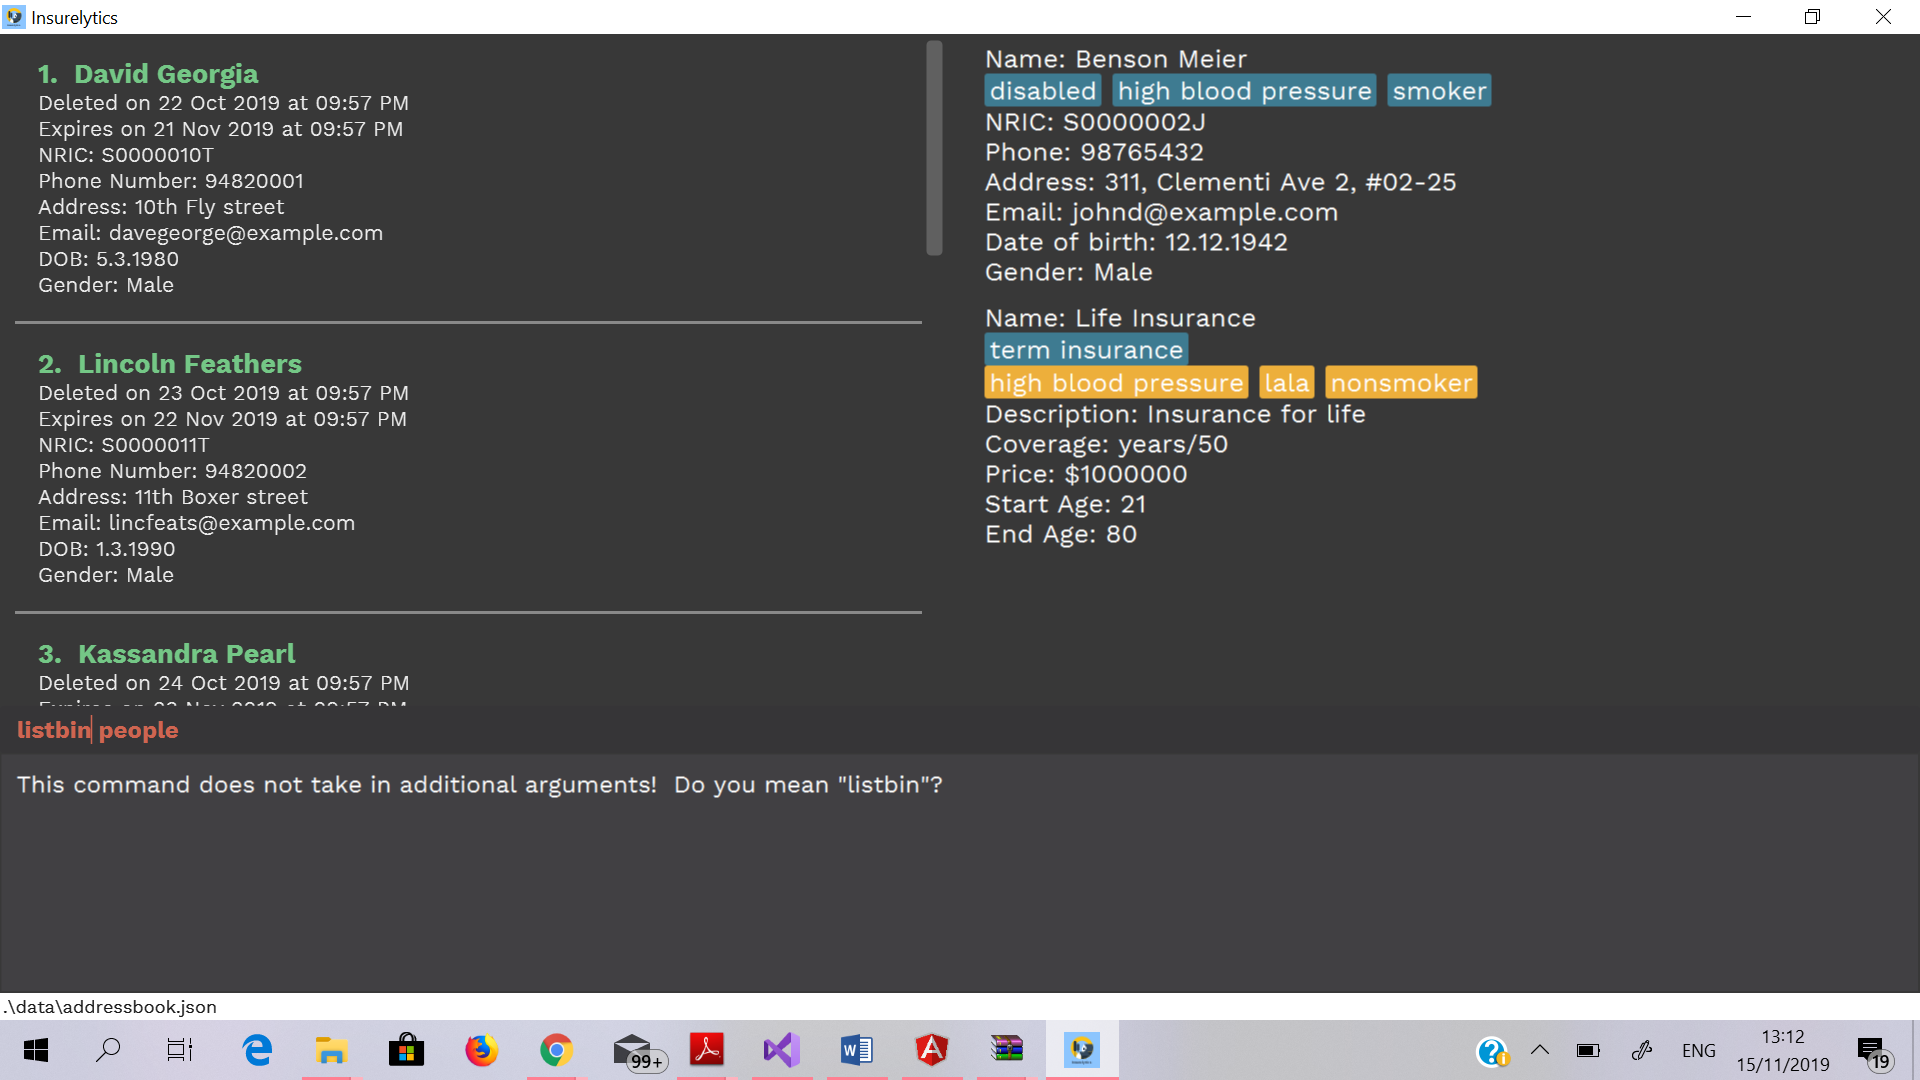 Insurelytics
1. David Georgia
Deleted on 22 Oct 2019 at 09:57 PM
Expires on 21 Nov 2019 at 09:57 PM
NRIC: S0000010T
Phone Number: 94820001
Address: 10th Fly street
Email: davegeorge@example.com
DOB: 5.3.1980
Gender: Male
2. Lincoln Feathers
Deleted on 23 Oct 2019 at 09:57 PM
Expires on 22 Nov 2019 at 09:57 PM
NRIC: S0000011T
Phone Number: 94820002
Address: 11th Boxer street
Email: lincfeats@example.com
DOB: 1.3.1990
Gender: Male
3. Kassandra Pearl
Deleted on 24 Oct 2019 at 09:57 PM
Expires on 23 Nov 2019 at 09:57 PM
Name: Benson Meier
disabled high blood pressure smoker
NRIC: S0000002J
Phone: 98765432
Address: 311, Clementi Ave 2, #02-25
Email: johnd@example.com
Date of birth: 12.12.1942
Gender: Male
Name: Life Insurance
term insurance
high blood pressure lala nonsmoker
Description: Insurance for life
Coverage: years/50
Price: $1000000
Start Age: 21
End Age: 80
listbin people
This command does not take in additional arguments!  Do you mean "listbin"?
.\data\addressbook.json
99+
ENG
13:12
15/11/2019
19